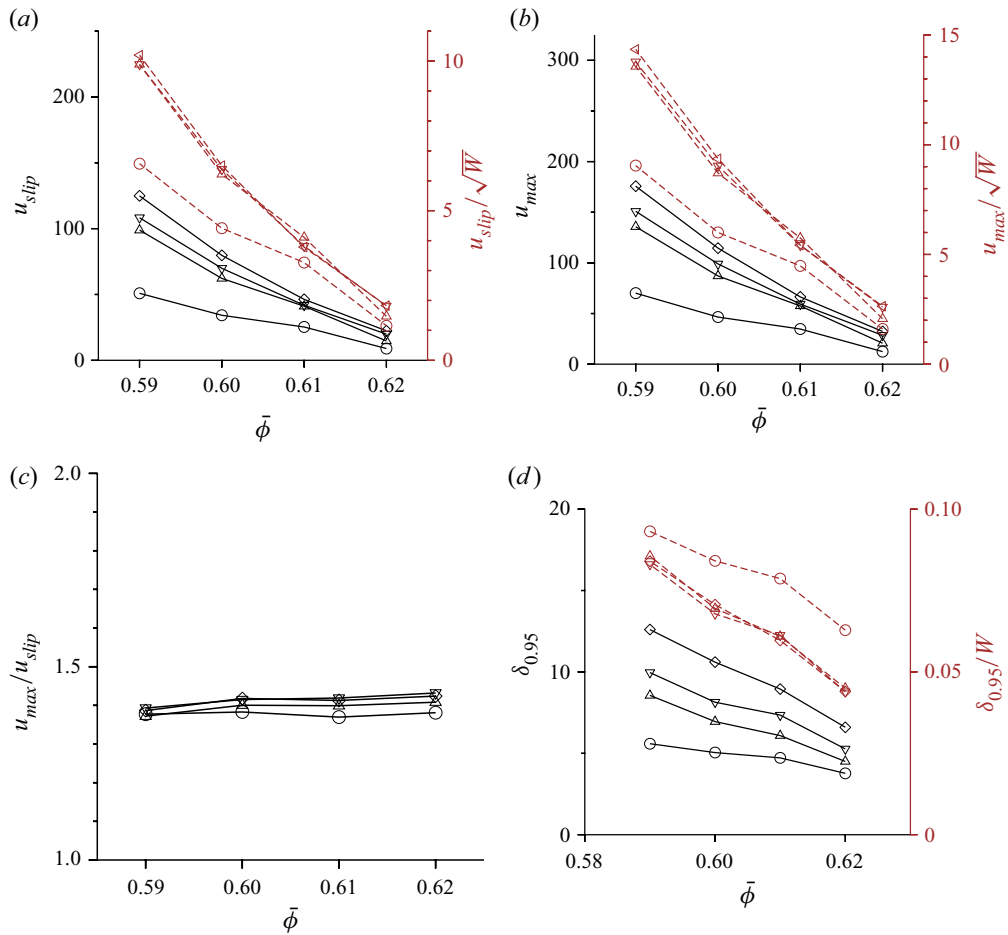 (a)
200
100
0
u_slip
10
5
0
u_slip/√W
0.59 0.60 0.61 0.62
ϕ̄
(b)
300
200
100
0
u_max
15
10
5
0
u_max/√W
0.59 0.60 0.61 0.62
ϕ̄
(c)
2.0
1.5
1.0
u_max/u_slip
0.59 0.60 0.61 0.62
ϕ̄
(d)
20
10
0
δ_0.95
0.10
0.05
0
δ_0.95/W
0.58 0.60 0.62
ϕ̄